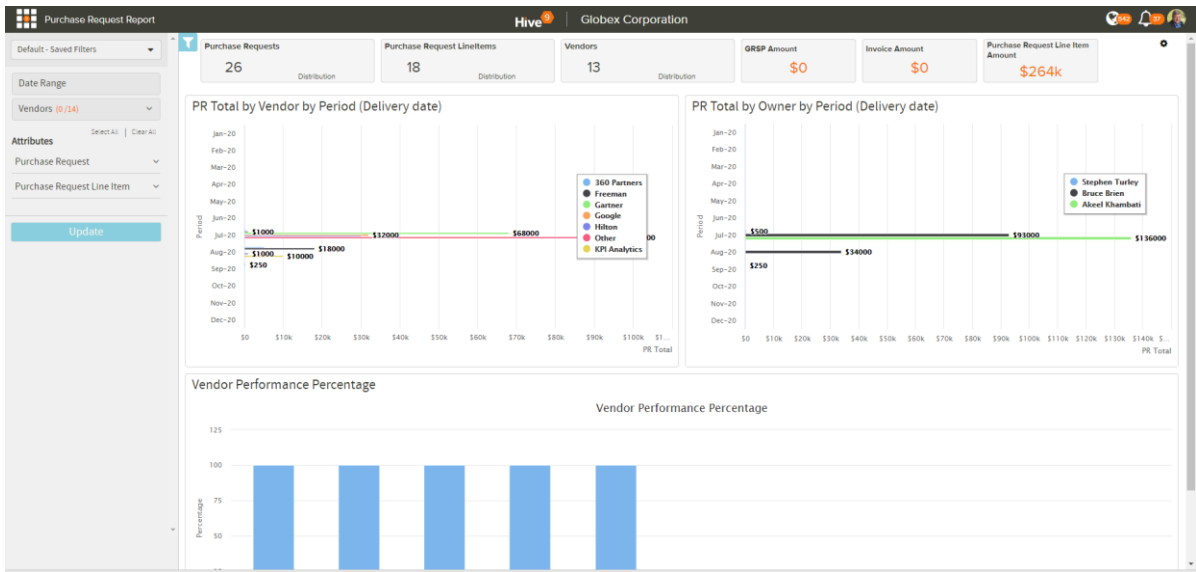 Purchase Request Report
Hive9
Globex Corporation
542
37
Default - Saved Filters
Date Range
Vendors (0 /14)
Select All | Clear All
Attributes
Purchase Request
Purchase Request Line Item
Update
Purchase Requests
26
Distribution
Purchase Request LineItems
18
Distribution
Vendors
13
Distribution
GRSP Amount
$0
Invoice Amount
$0
Purchase Request Line Item
Amount
$264k
PR Total by Vendor by Period (Delivery date)
Period
Jan-20
Feb-20
Mar-20
Apr-20
May-20
Jun-20
Jul-20
Aug-20
Sep-20
Oct-20
Nov-20
Dec-20
$1000
$32000
$68000
00
$18000
$1000
$10000
$250
360 Partners
Freeman
Gartner
Google
Hilton
Other
KPI Analytics
$0 $10k $20k $30k $40k $50k $60k $70k $80k $90k $100k $1...
PR Total
PR Total by Owner by Period (Delivery date)
Period
Jan-20
Feb-20
Mar-20
Apr-20
May-20
Jun-20
Jul-20
Aug-20
Sep-20
Oct-20
Nov-20
Dec-20
$500
$93000
$136000
$34000
$250
Stephen Turley
Bruce Brien
Akeel Khambati
$0 $10k $20k $30k $40k $50k $60k $70k $80k $90k $100k $110k $120k $130k $140k $...
PR Total
Vendor Performance Percentage
Vendor Performance Percentage
Percentage
125
100
75
50